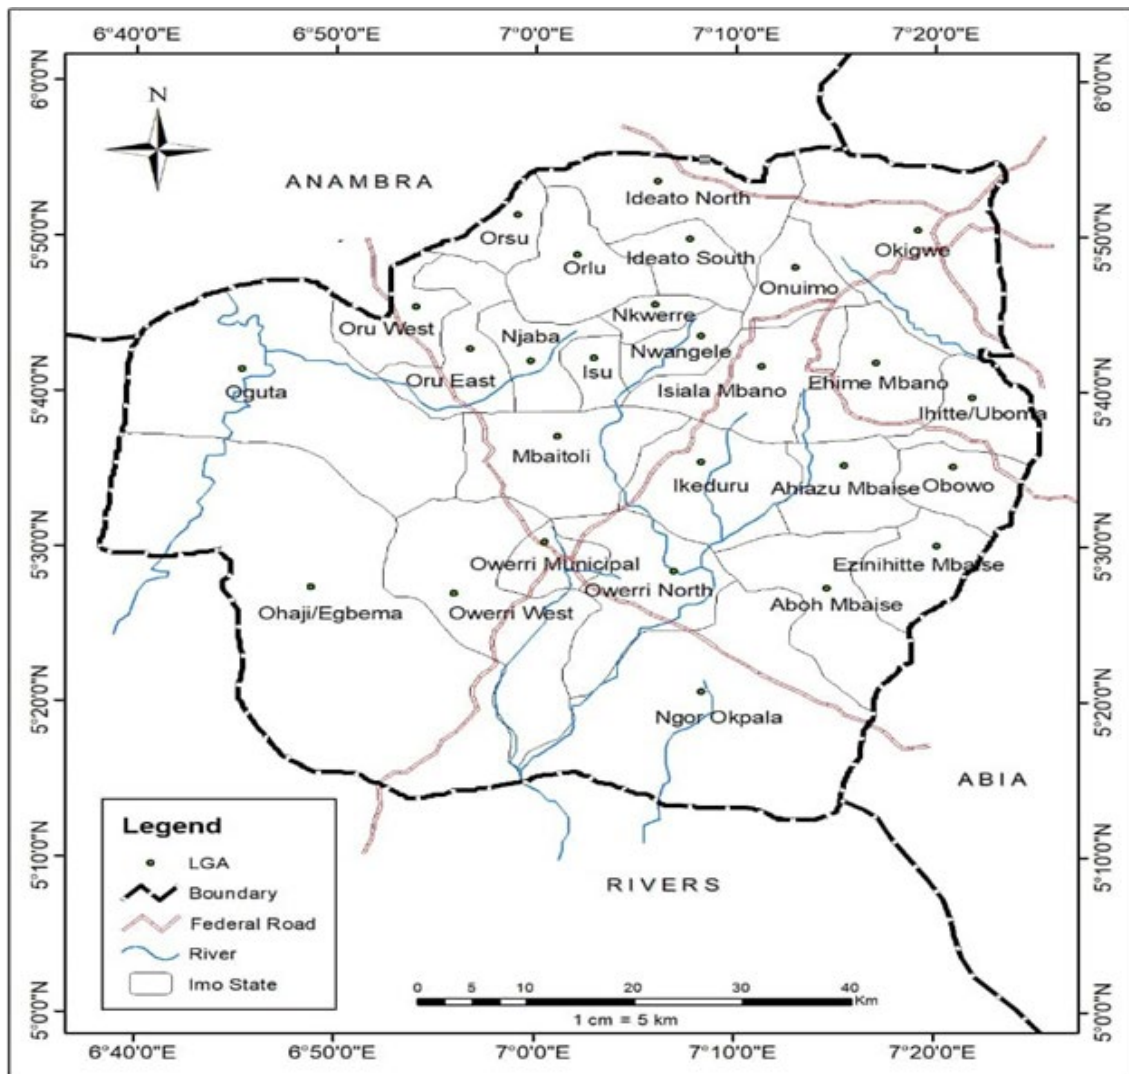 6°40'0"E 6°50'0"E 7°0'0"E 7°10'0"E 7°20'0"E
6°0'0"N
6°0'0"N
N
ANAMBRA
Ideato North
Orsu
5°50'0"N
Okigwe
5°50'0"N
Ideato South
Orlu
Onuimo
Nkwerre
Oru West
Njaba
Nwangele
Isu
Oru East
Ehime Mbano
Isiala Mbano
Oguta
5°40'0"N
5°40'0"N
Ihitte/Uboma
Mbaitoli
Ikeduru
Ahiazu Mbaise
Obowo
5°30'0"N
5°30'0"N
Owerri Municipal
Ezinihitte Mbaise
Owerri North
Aboh Mbaise
Ohaji/Egbema
Owerri West
5°20'0"N
5°20'0"N
Ngor Okpala
ABIA
Legend
LGA
Boundary
Federal Road
River
Imo State
5°10'0"N
5°10'0"N
RIVERS
0 5 10 20 30 40
Km
1 cm = 5 km
5°0'0"N
5°0'0"N
6°40'0"E 6°50'0"E 7°0'0"E 7°10'0"E 7°20'0"E